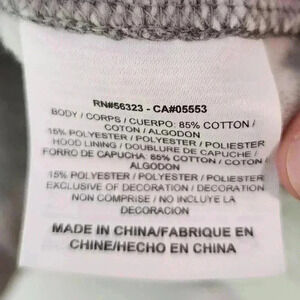 RN#56323 - CA#05553
BODY / CORPS / CUERPO: 85% COTTON /
COTON / ALGODON
15% POLYESTER / POLYESTER / POLIESTER
HOOD LINING / DOUBLURE DE CAPUCHE /
FORRO DE CAPUCHA: 85% COTTON / COTON
/ ALGODON
15% POLYESTER / POLYESTER / POLIESTER
EXCLUSIVE OF DECORATION / DECORATION
NON COMPRISE / NO INCLUYE LA
DECORACION
MADE IN CHINA/FABRIQUE EN
CHINE/HECHO EN CHINA